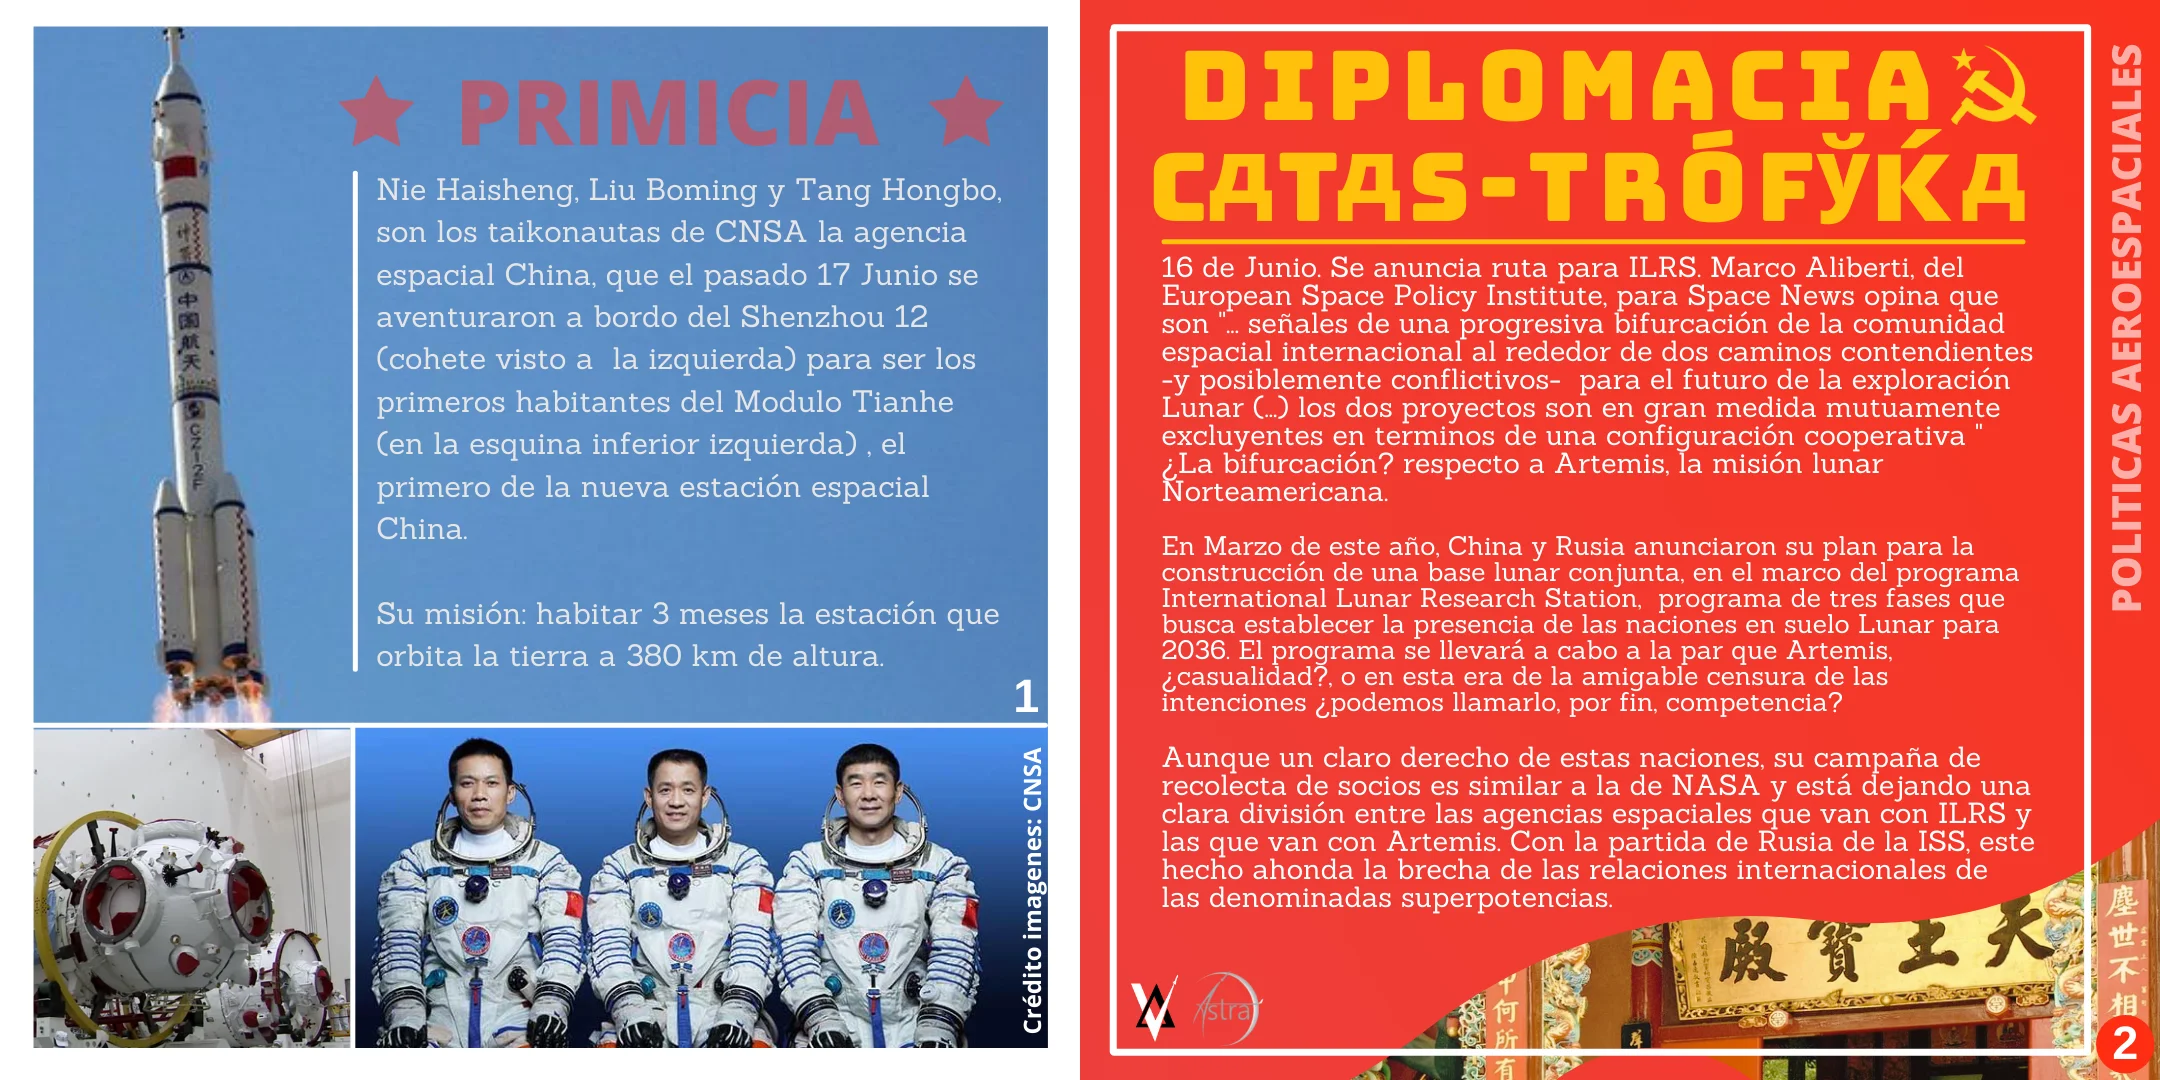 PRIMICIA
Nie Haisheng, Liu Boming y Tang Hongbo,
son los taikonautas de CNSA la agencia
espacial China, que el pasado 17 Junio se
aventuraron a bordo del Shenzhou 12
(cohete visto a la izquierda) para ser los
primeros habitantes del Modulo Tianhe
(en la esquina inferior izquierda) , el
primero de la nueva estación espacial
China.
Su misión: habitar 3 meses la estación que
orbita la tierra a 380 km de altura.
1
中国航天
CZ-2F
Crédito imagenes: CNSA
DIPLOMACIA
CДTДS-TRÓFЎЌД
16 de Junio. Se anuncia ruta para ILRS. Marco Aliberti, del
European Space Policy Institute, para Space News opina que
son "... señales de una progresiva bifurcación de la comunidad
espacial internacional al rededor de dos caminos contendientes
-y posiblemente conflictivos- para el futuro de la exploración
Lunar (...) los dos proyectos son en gran medida mutuamente
excluyentes en terminos de una configuración cooperativa "
¿La bifurcación? respecto a Artemis, la misión lunar
Norteamericana.
En Marzo de este año, China y Rusia anunciaron su plan para la
construcción de una base lunar conjunta, en el marco del programa
International Lunar Research Station, programa de tres fases que
busca establecer la presencia de las naciones en suelo Lunar para
2036. El programa se llevará a cabo a la par que Artemis,
¿casualidad?, o en esta era de la amigable censura de las
intenciones ¿podemos llamarlo, por fin, competencia?
Aunque un claro derecho de estas naciones, su campaña de
recolecta de socios es similar a la de NASA y está dejando una
clara división entre las agencias espaciales que van con ILRS y
las que van con Artemis. Con la partida de Rusia de la ISS, este
hecho ahonda la brecha de las relaciones internacionales de
las denominadas superpotencias.
POLITICAS AEROESPACIALES
Astra
殿寶王天
塵世不相
何所有
2